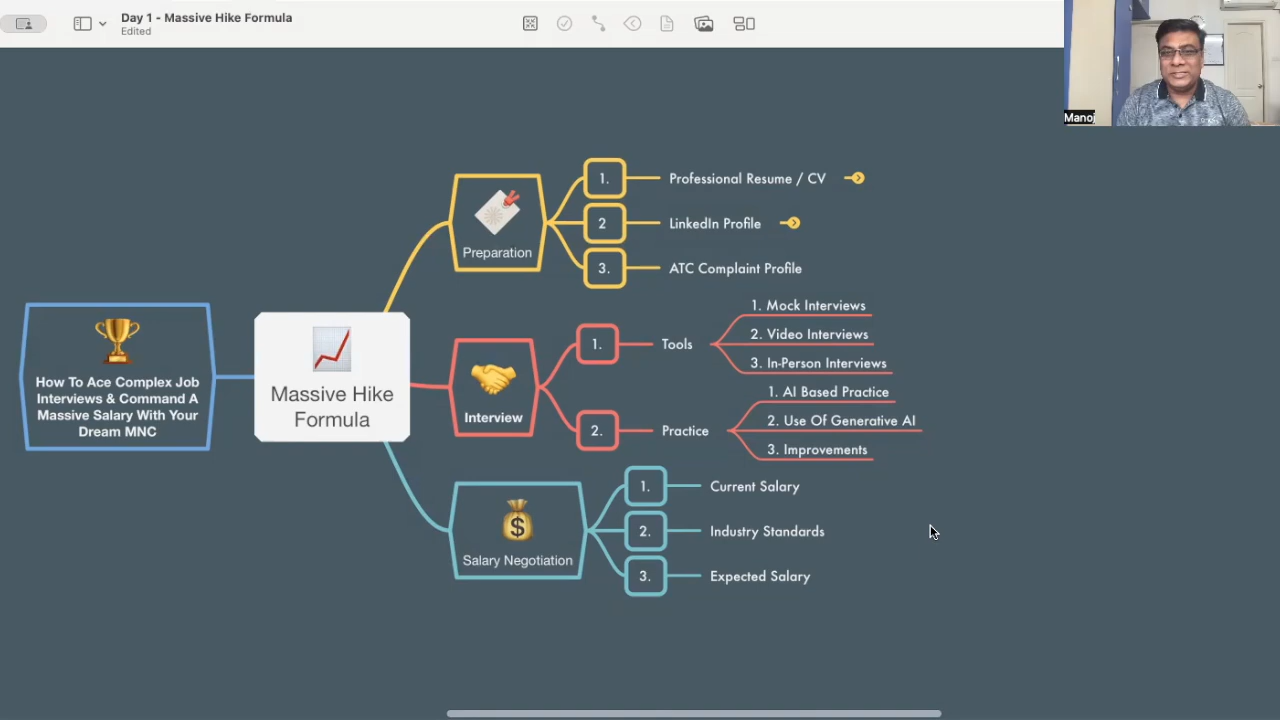 Day 1 - Massive Hike Formula
Edited
Manoj
How To Ace Complex Job
Interviews & Command A
Massive Salary With Your
Dream MNC
Massive Hike
Formula
Preparation
1.
Professional Resume / CV
2
LinkedIn Profile
3.
ATC Complaint Profile
Interview
1.
Tools
1. Mock Interviews
2. Video Interviews
3. In-Person Interviews
2.
Practice
1. AI Based Practice
2. Use Of Generative AI
3. Improvements
$
Salary Negotiation
1.
Current Salary
2.
Industry Standards
3.
Expected Salary